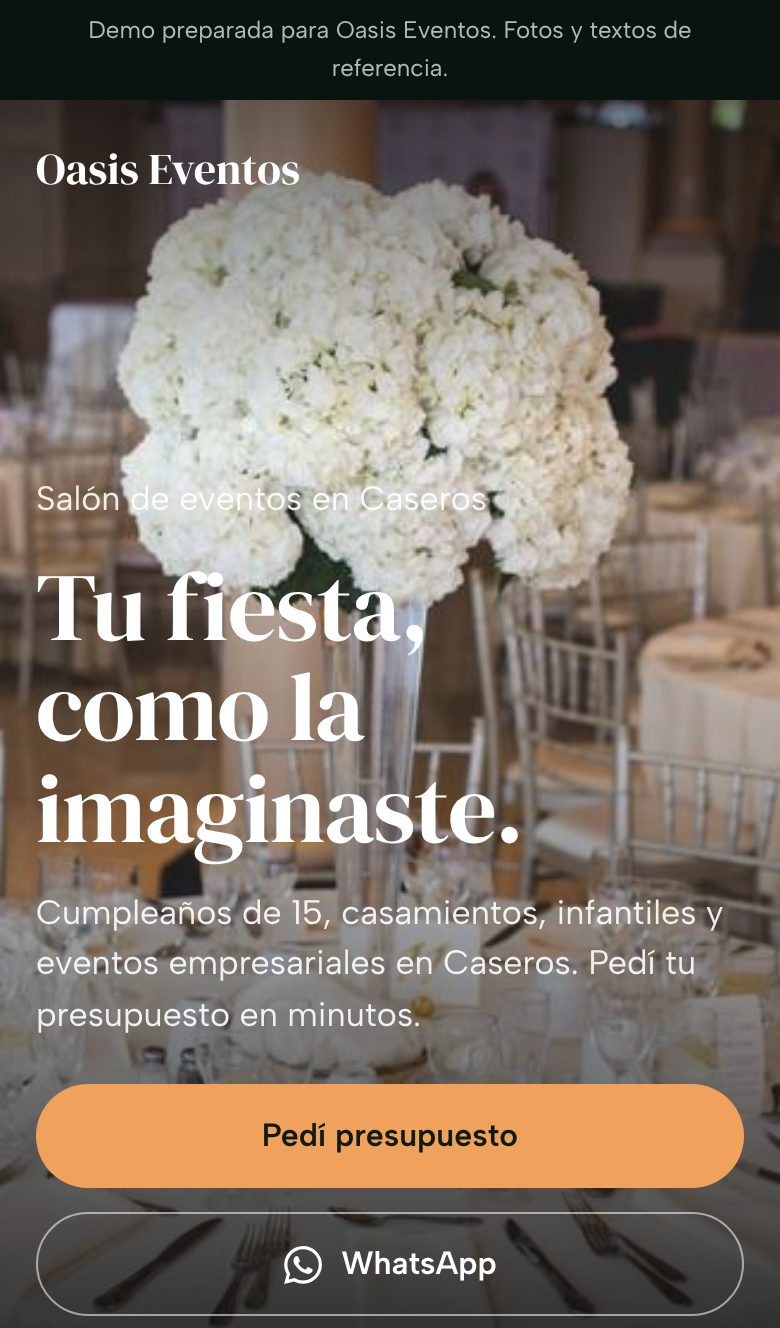 Demo preparada para Oasis Eventos. Fotos y textos de
referencia.
Oasis Eventos
Salón de eventos en Caseros
Tu fiesta,
como la
imaginaste.
Cumpleaños de 15, casamientos, infantiles y
eventos empresariales en Caseros. Pedí tu
presupuesto en minutos.
Pedí presupuesto
WhatsApp